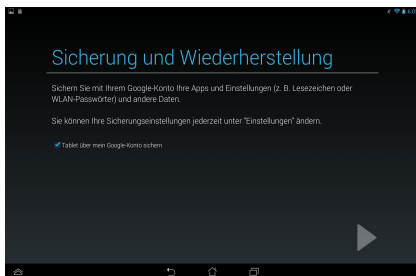 Sicherung und Wiederherstellung
Sichern Sie mit Ihrem Google-Konto Ihre Apps und Einstellungen (z. B. Lesezeichen oder
WLAN-Passwörter) und andere Daten.
Sie können Ihre Sicherungseinstellungen jederzeit unter "Einstellungen" ändern.
Tablet über mein Google-Konto sichern